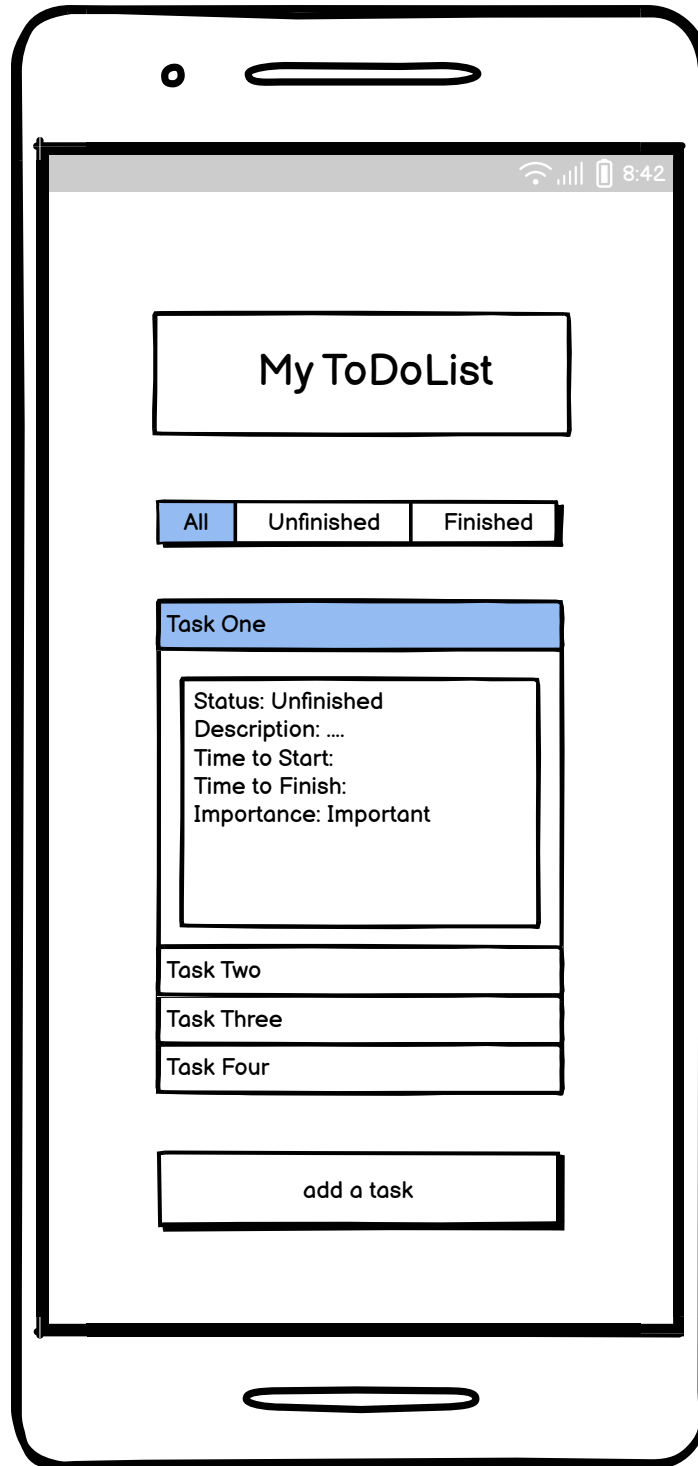 8:42
My ToDoList
All Unfinished Finished
Task One
Status: Unfinished
Description: ....
Time to Start:
Time to Finish:
Importance: Important
Task Two
Task Three
Task Four
add a task